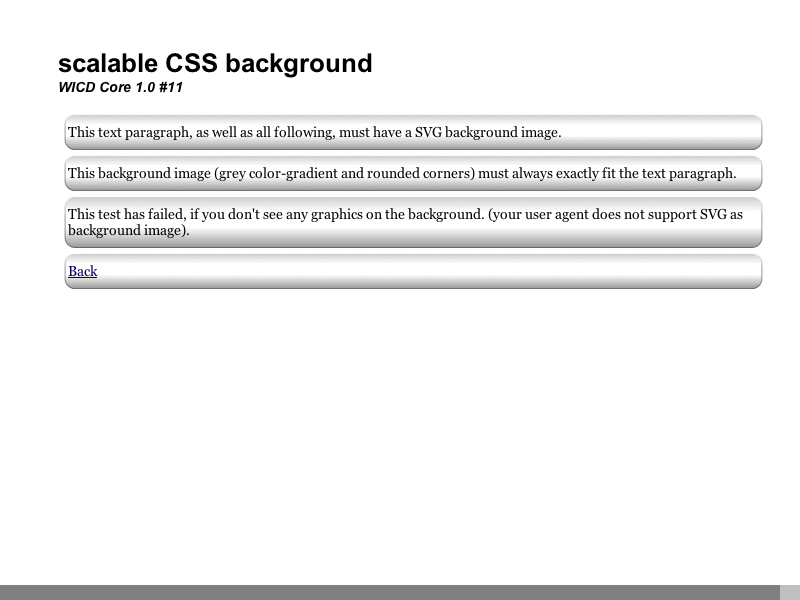 scalable CSS background
WICD Core 1.0 #11
This text paragraph, as well as all following, must have a SVG background image.
This background image (grey color-gradient and rounded corners) must always exactly fit the text paragraph.
This test has failed, if you don't see any graphics on the background. (your user agent does not support SVG as
background image).
Back